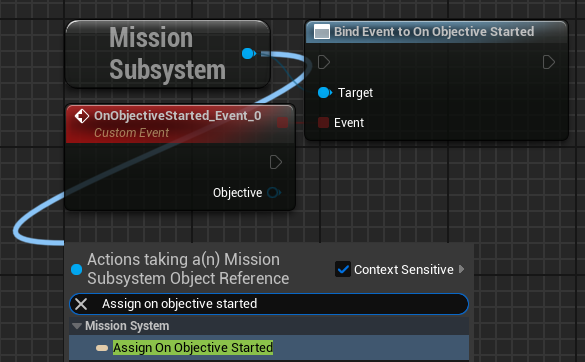 Mission
Subsystem
Bind Event to On Objective Started
Target
Event
OnObjectiveStarted_Event_0
Custom Event
Objective
Actions taking a(n) Mission
Subsystem Object Reference
Context Sensitive
Assign on objective started
Mission System
Assign On Objective Started